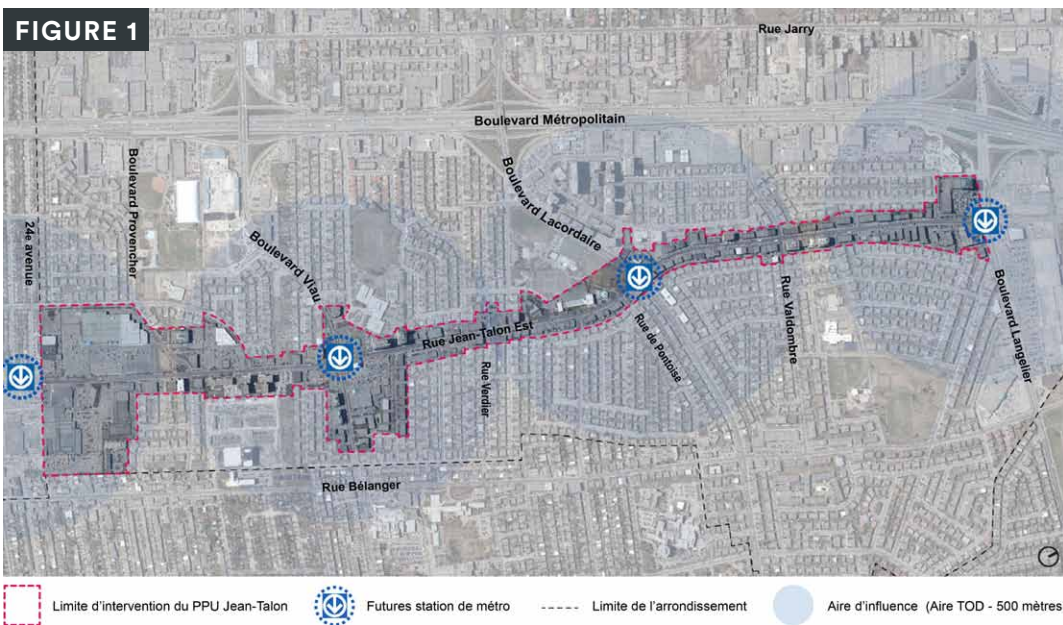 FIGURE 1
Rue Jarry
Boulevard Métropolitain
Boulevard Provencher
Boulevard Lacordaire
24e avenue
Boulevard Viau
Rue Jean-Talon Est
Rue Verdier
Rue de Pontoise
Rue Valdombre
Boulevard Langelier
Rue Bélanger
Limite d'intervention du PPU Jean-Talon
Futures station de métro
Limite de l'arrondissement
Aire d'influence (Aire TOD - 500 mètres